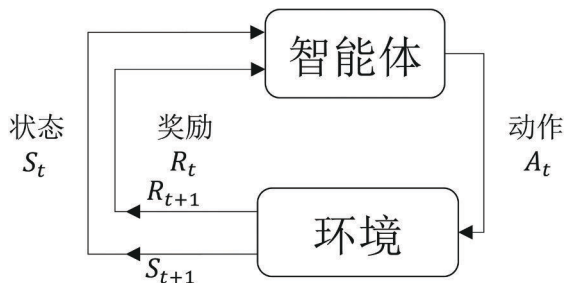 智能体
状态
S_t
奖励
R_t
动作
A_t
R_{t+1}
环境
S_{t+1}